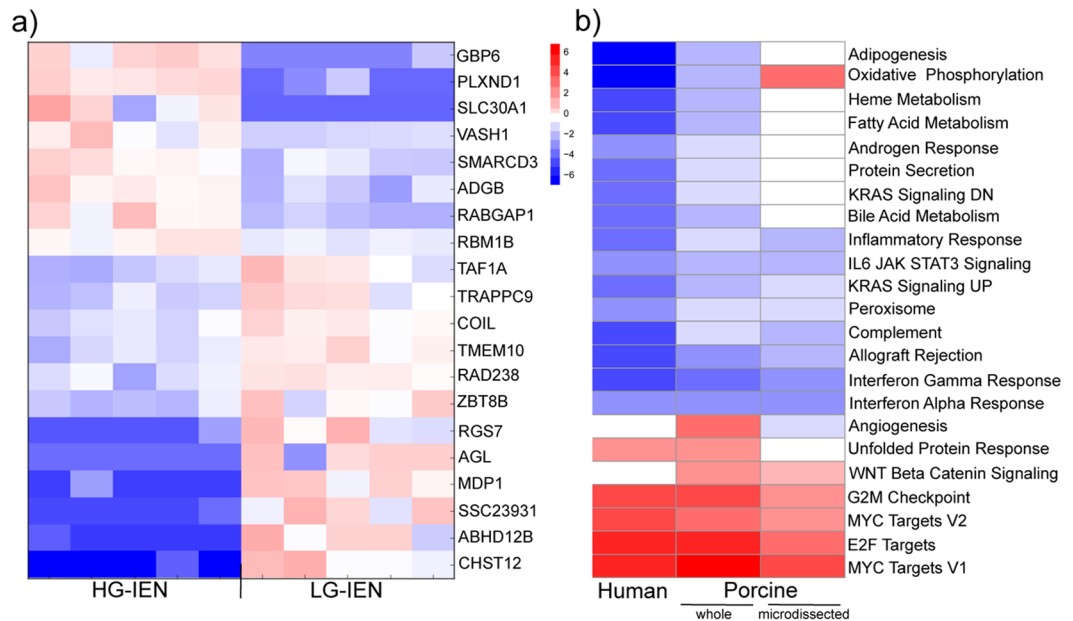 a)
GBP6
PLXND1
SLC30A1
VASH1
SMARCD3
ADGB
RABGAP1
RBM1B
TAF1A
TRAPPC9
COIL
TMEM10
RAD238
ZBT8B
RGS7
AGL
MDP1
SSC23931
ABHD12B
CHST12
HG-IEN
LG-IEN
6
4
2
0
−2
−4
−6
b)
Adipogenesis
Oxidative Phosphorylation
Heme Metabolism
Fatty Acid Metabolism
Androgen Response
Protein Secretion
KRAS Signaling DN
Bile Acid Metabolism
Inflammatory Response
IL6 JAK STAT3 Signaling
KRAS Signaling UP
Peroxisome
Complement
Allograft Rejection
Interferon Gamma Response
Interferon Alpha Response
Angiogenesis
Unfolded Protein Response
WNT Beta Catenin Signaling
G2M Checkpoint
MYC Targets V2
E2F Targets
MYC Targets V1
Human
Porcine
whole
microdissected